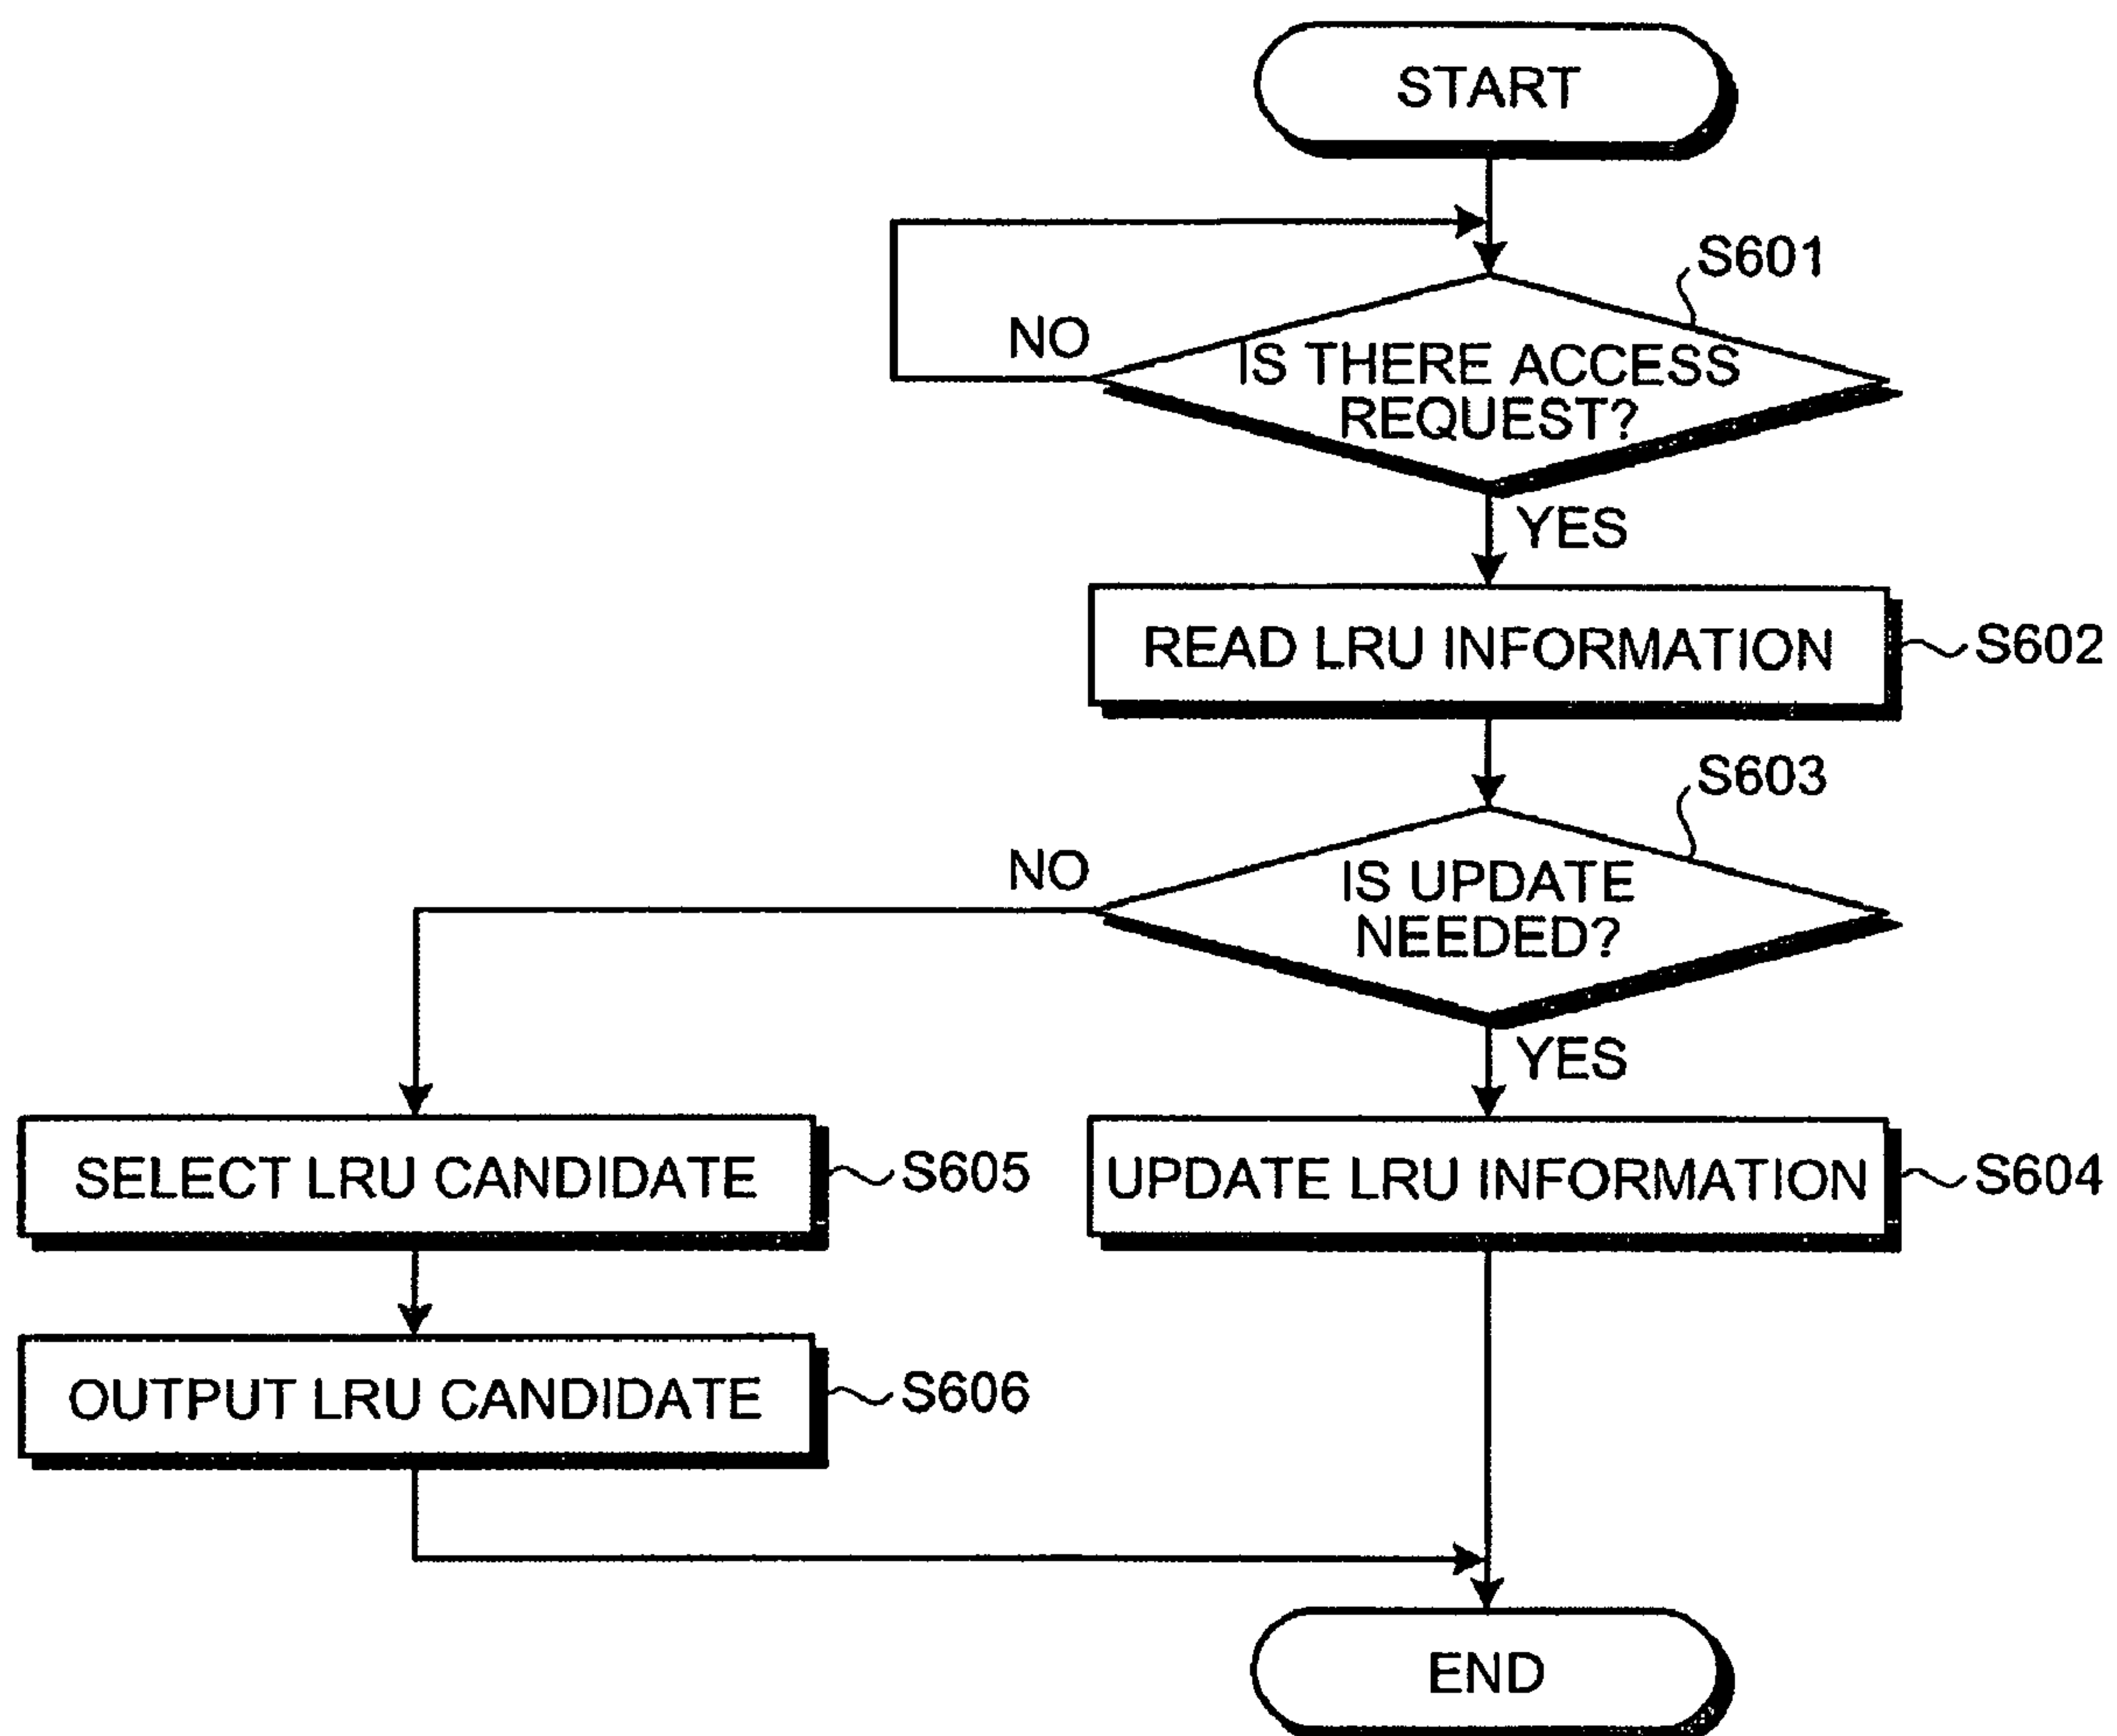 START
S601
NO
IS THERE ACCESS
REQUEST?
YES
READ LRU INFORMATION
S602
S603
NO
IS UPDATE
NEEDED?
YES
SELECT LRU CANDIDATE
S605
UPDATE LRU INFORMATION
S604
OUTPUT LRU CANDIDATE
S606
END